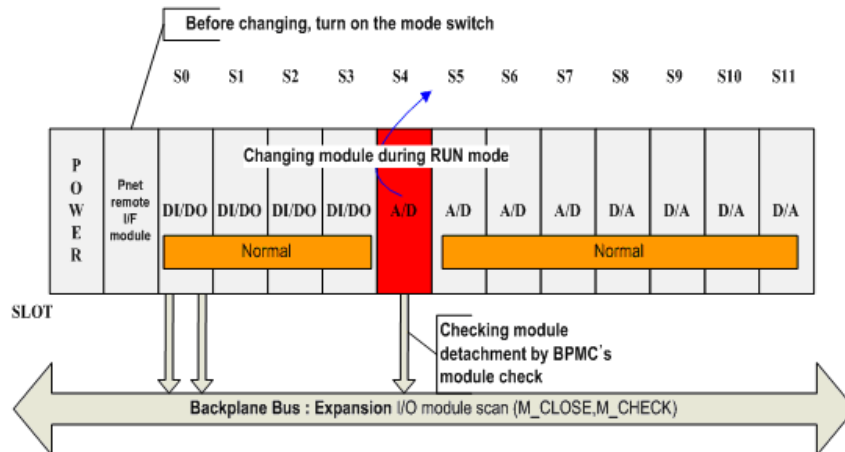 Before changing, turn on the mode switch
S0 S1 S2 S3 S4 S5 S6 S7 S8 S9 S10 S11
Changing module during RUN mode
P
O
W
E
R
Pnet
remote
I/F
module
DI/DO DI/DO DI/DO DI/DO A/D A/D A/D A/D D/A D/A D/A D/A
Normal Normal
SLOT
Checking module
detachment by BPMC's
module check
Backplane Bus : Expansion I/O module scan (M_CLOSE,M_CHECK)